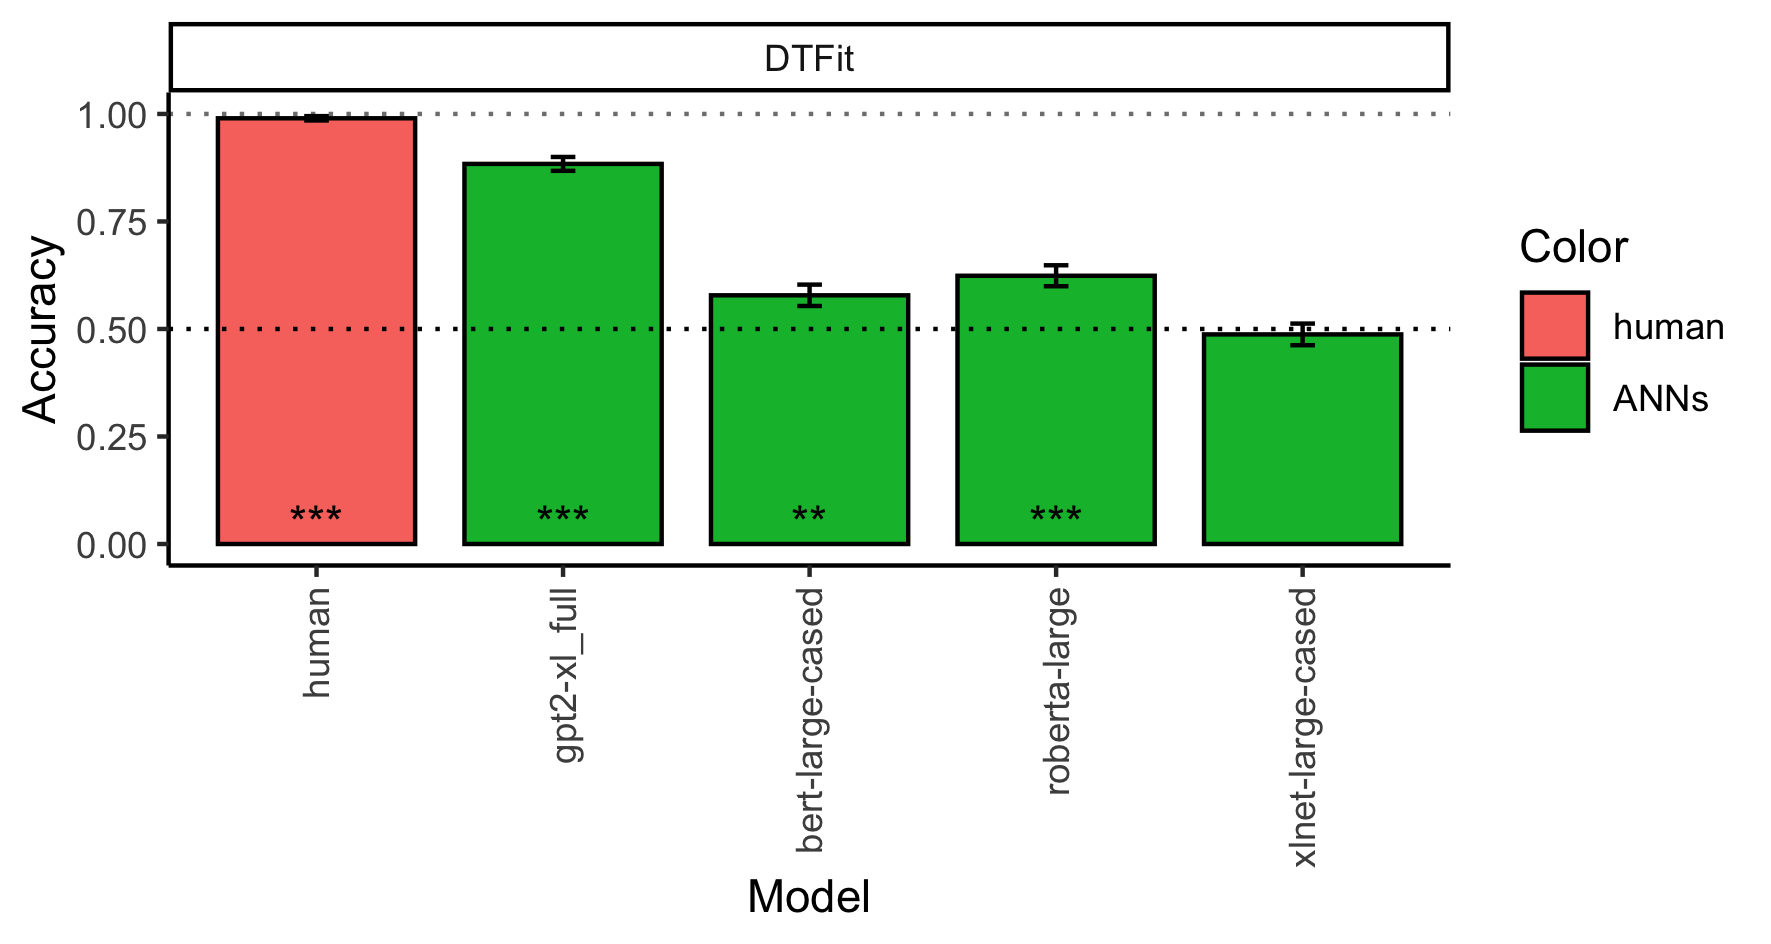 DTFit
1.00
0.75
0.50
0.25
0.00
Accuracy
***
***
**
***
human
gpt2-xl_full
bert-large-cased
roberta-large
xlnet-large-cased
Model
Color
human
ANNs